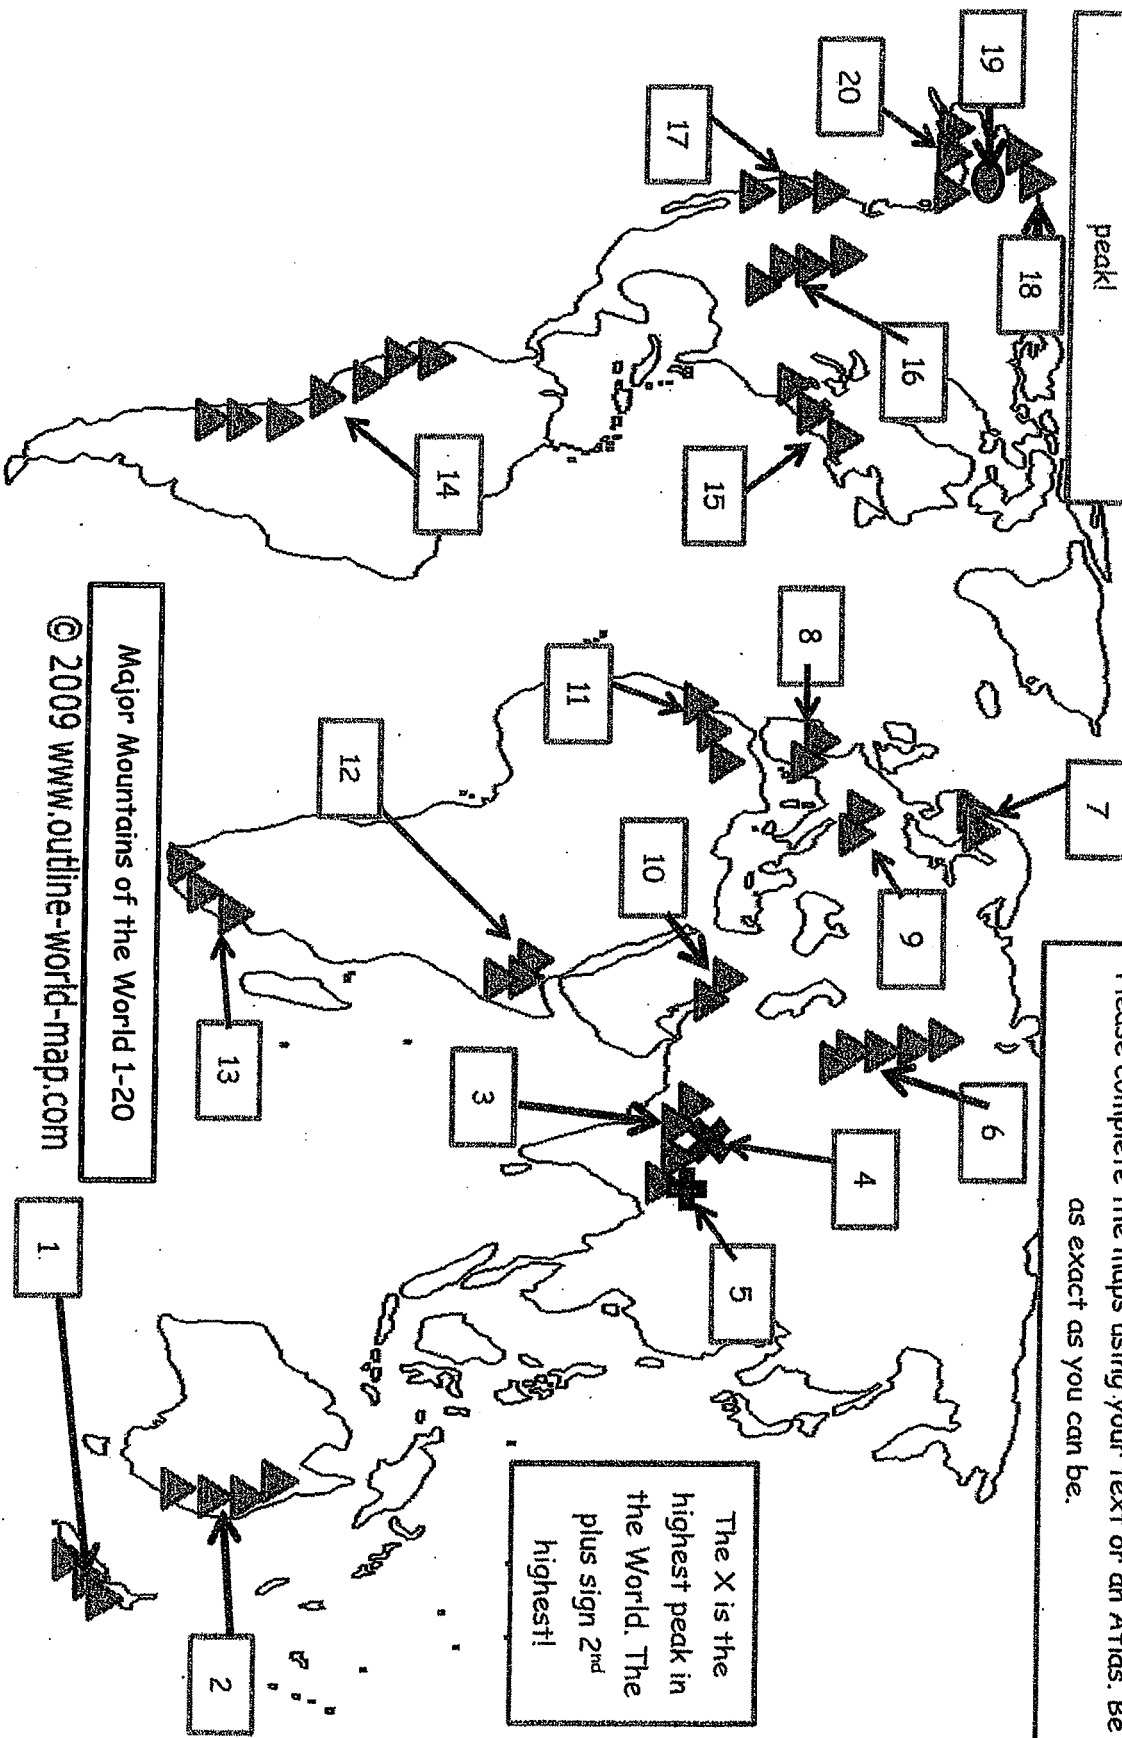 peak!
Please complete the maps using your Text or an Atlas. Be
as exact as you can be.
19
18
20
17
16
15
14
7
8
9
6
11
10
12
13
3
4
5
1
2
The X is the
highest peak in
the World. The
plus sign 2nd
highest!
Major Mountains of the World 1-20
© 2009 www.outline-world-map.com